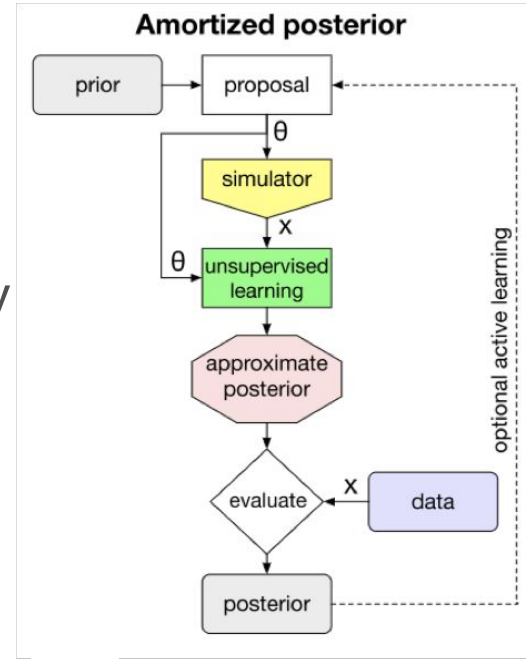 Amortized posterior
prior
proposal
θ
simulator
x
θ
unsupervised
learning
approximate
posterior
evaluate
x
data
posterior
optional active learning
y